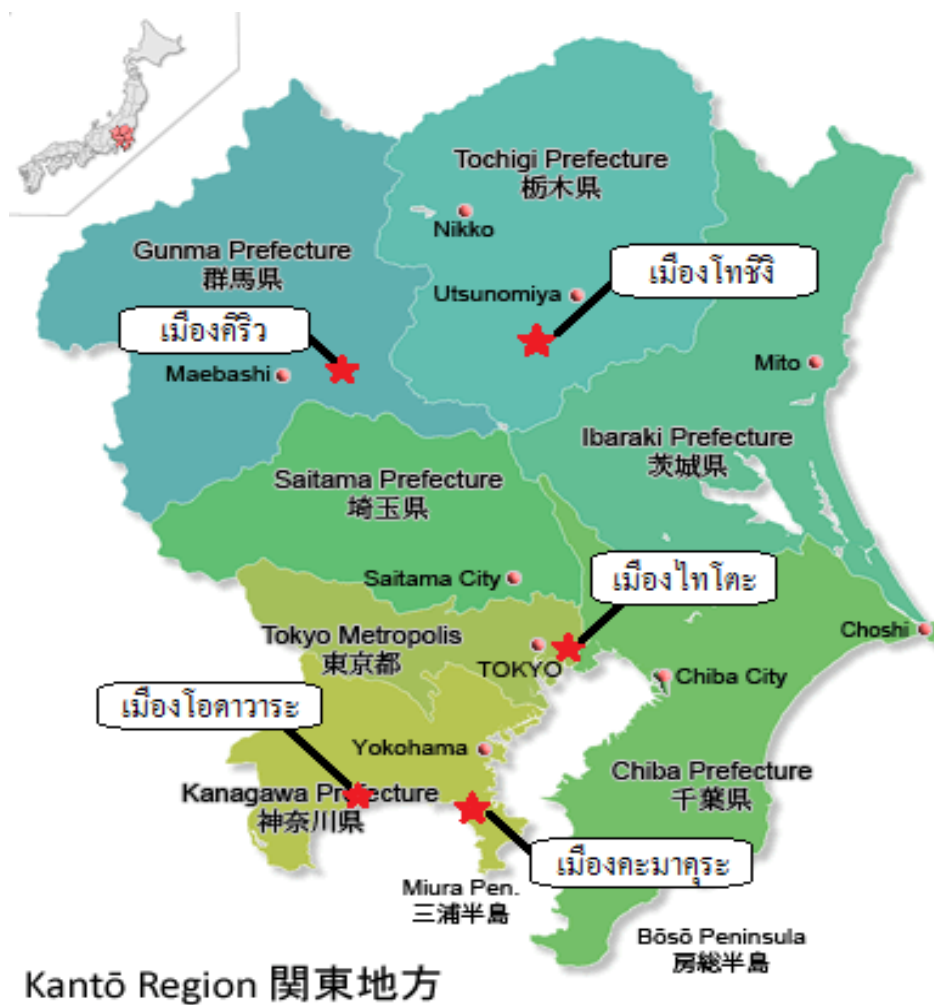 Tochigi Prefecture
栃木県
Nikko
Gunma Prefecture
群馬県
เมืองโทชิงิ
Utsunomiya
เมืองคิริว
Maebashi
Mito
Ibaraki Prefecture
茨城県
Saitama Prefecture
埼玉県
Saitama City
เมืองไทโตะ
Tokyo Metropolis
東京都
TOKYO
Choshi
Chiba City
เมืองโอดาวาระ
Yokohama
Kanagawa Prefecture
神奈川県
Chiba Prefecture
千葉県
เมืองคะมาคุระ
Miura Pen.
三浦半島
Bōsō Peninsula
房総半島
Kantō Region 関東地方